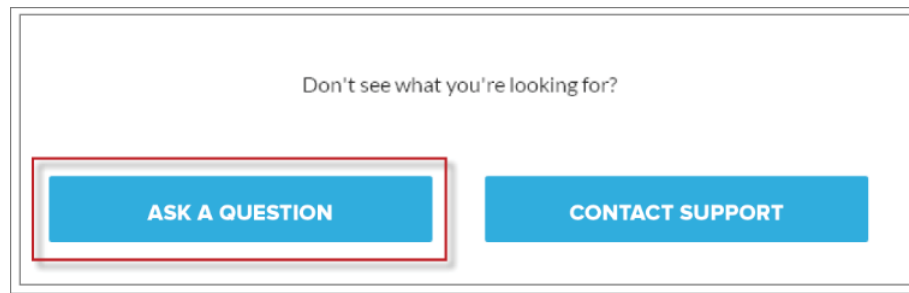 Don't see what you're looking for?
ASK A QUESTION
CONTACT SUPPORT